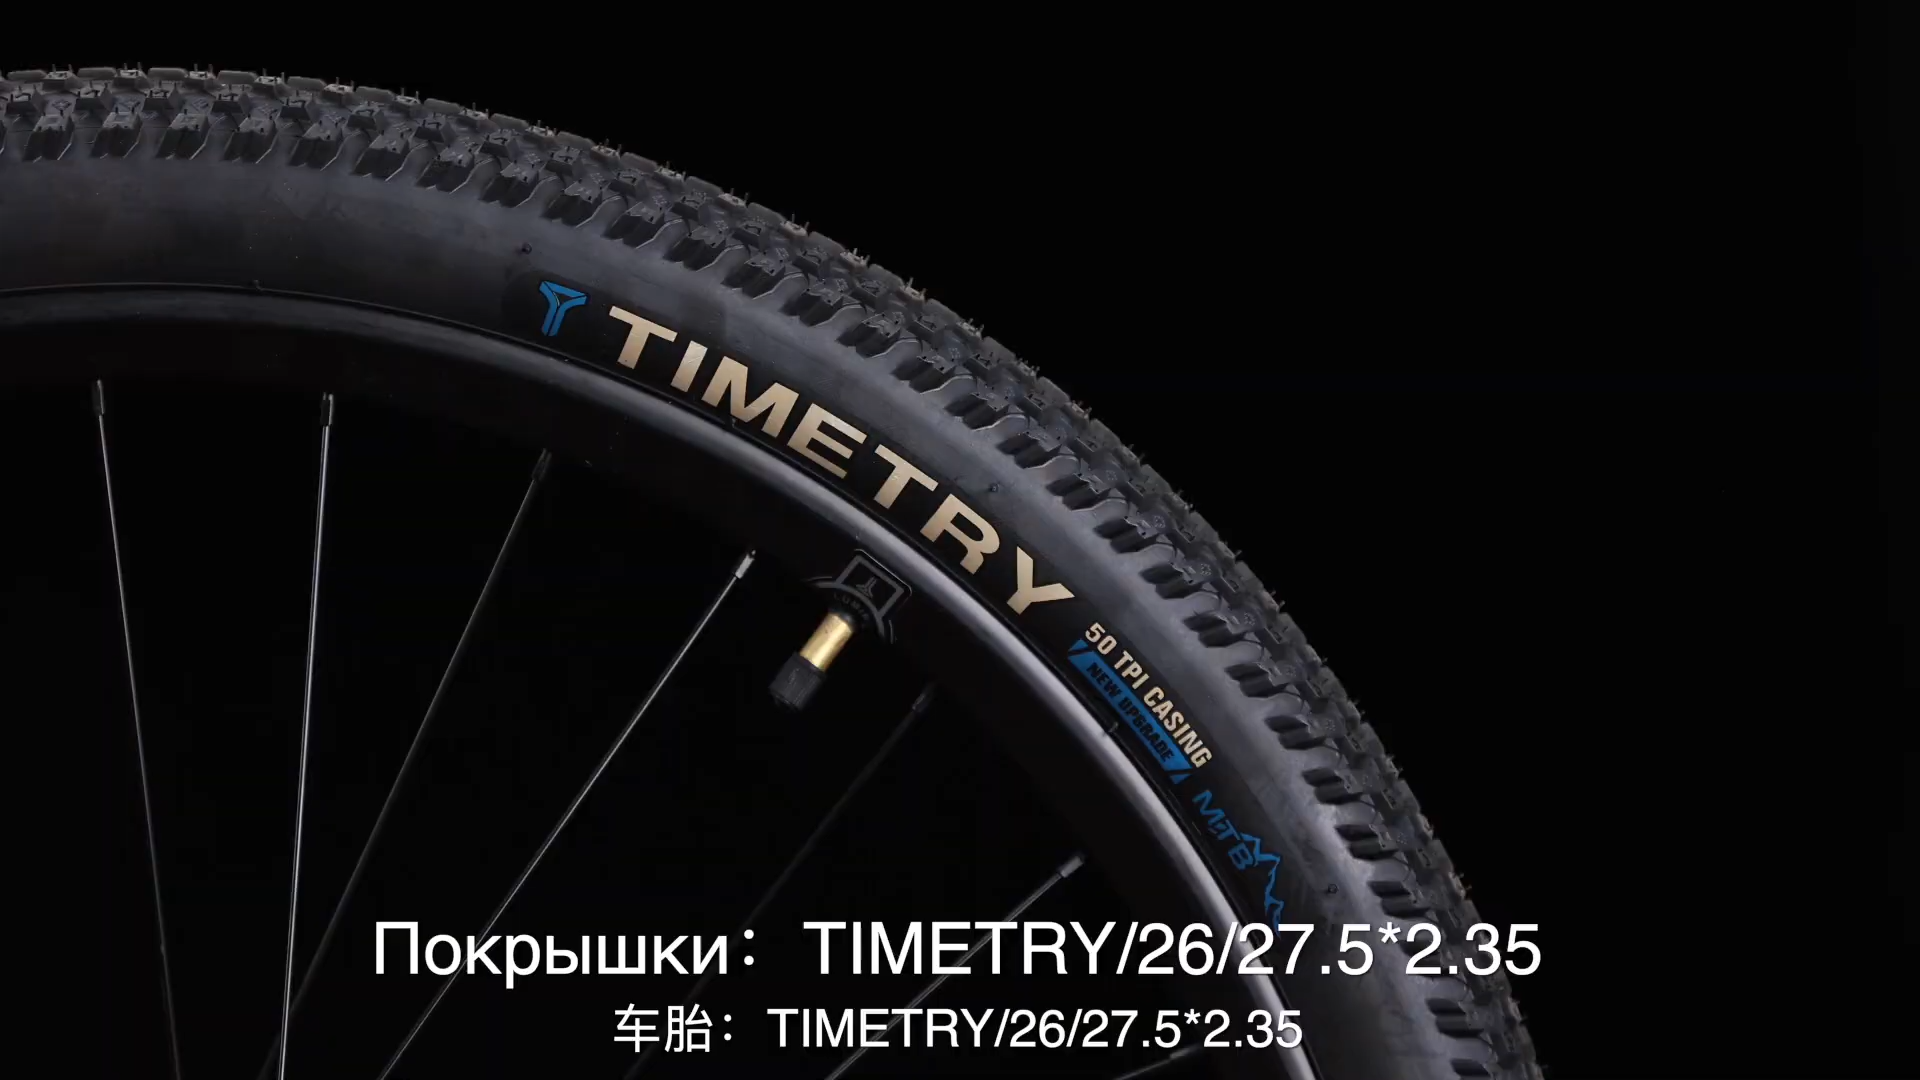 TIMETRY
50 TPI CASING
NEW UPGRADE
MTB
Покрышки：TIMETRY/26/27.5*2.35
车胎：TIMETRY/26/27.5*2.35